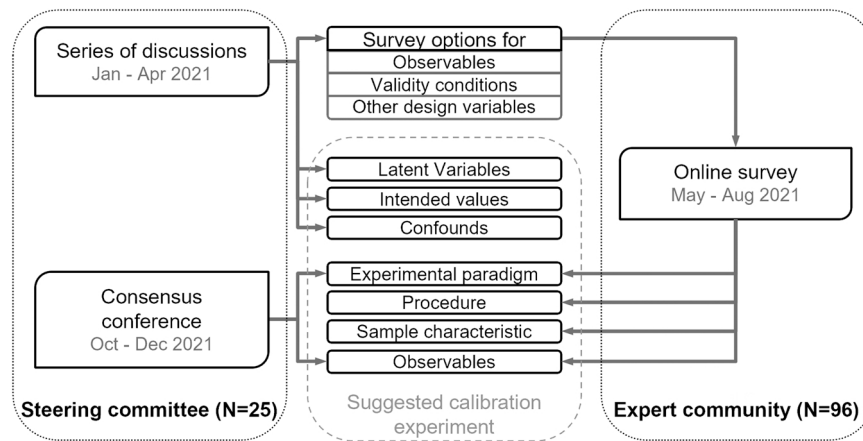 Series of discussions
Jan - Apr 2021
Survey options for
Observables
Validity conditions
Other design variables
Latent Variables
Intended values
Confounds
Online survey
May - Aug 2021
Consensus
conference
Oct - Dec 2021
Experimental paradigm
Procedure
Sample characteristic
Observables
Steering committee (N=25)
Suggested calibration
experiment
Expert community (N=96)